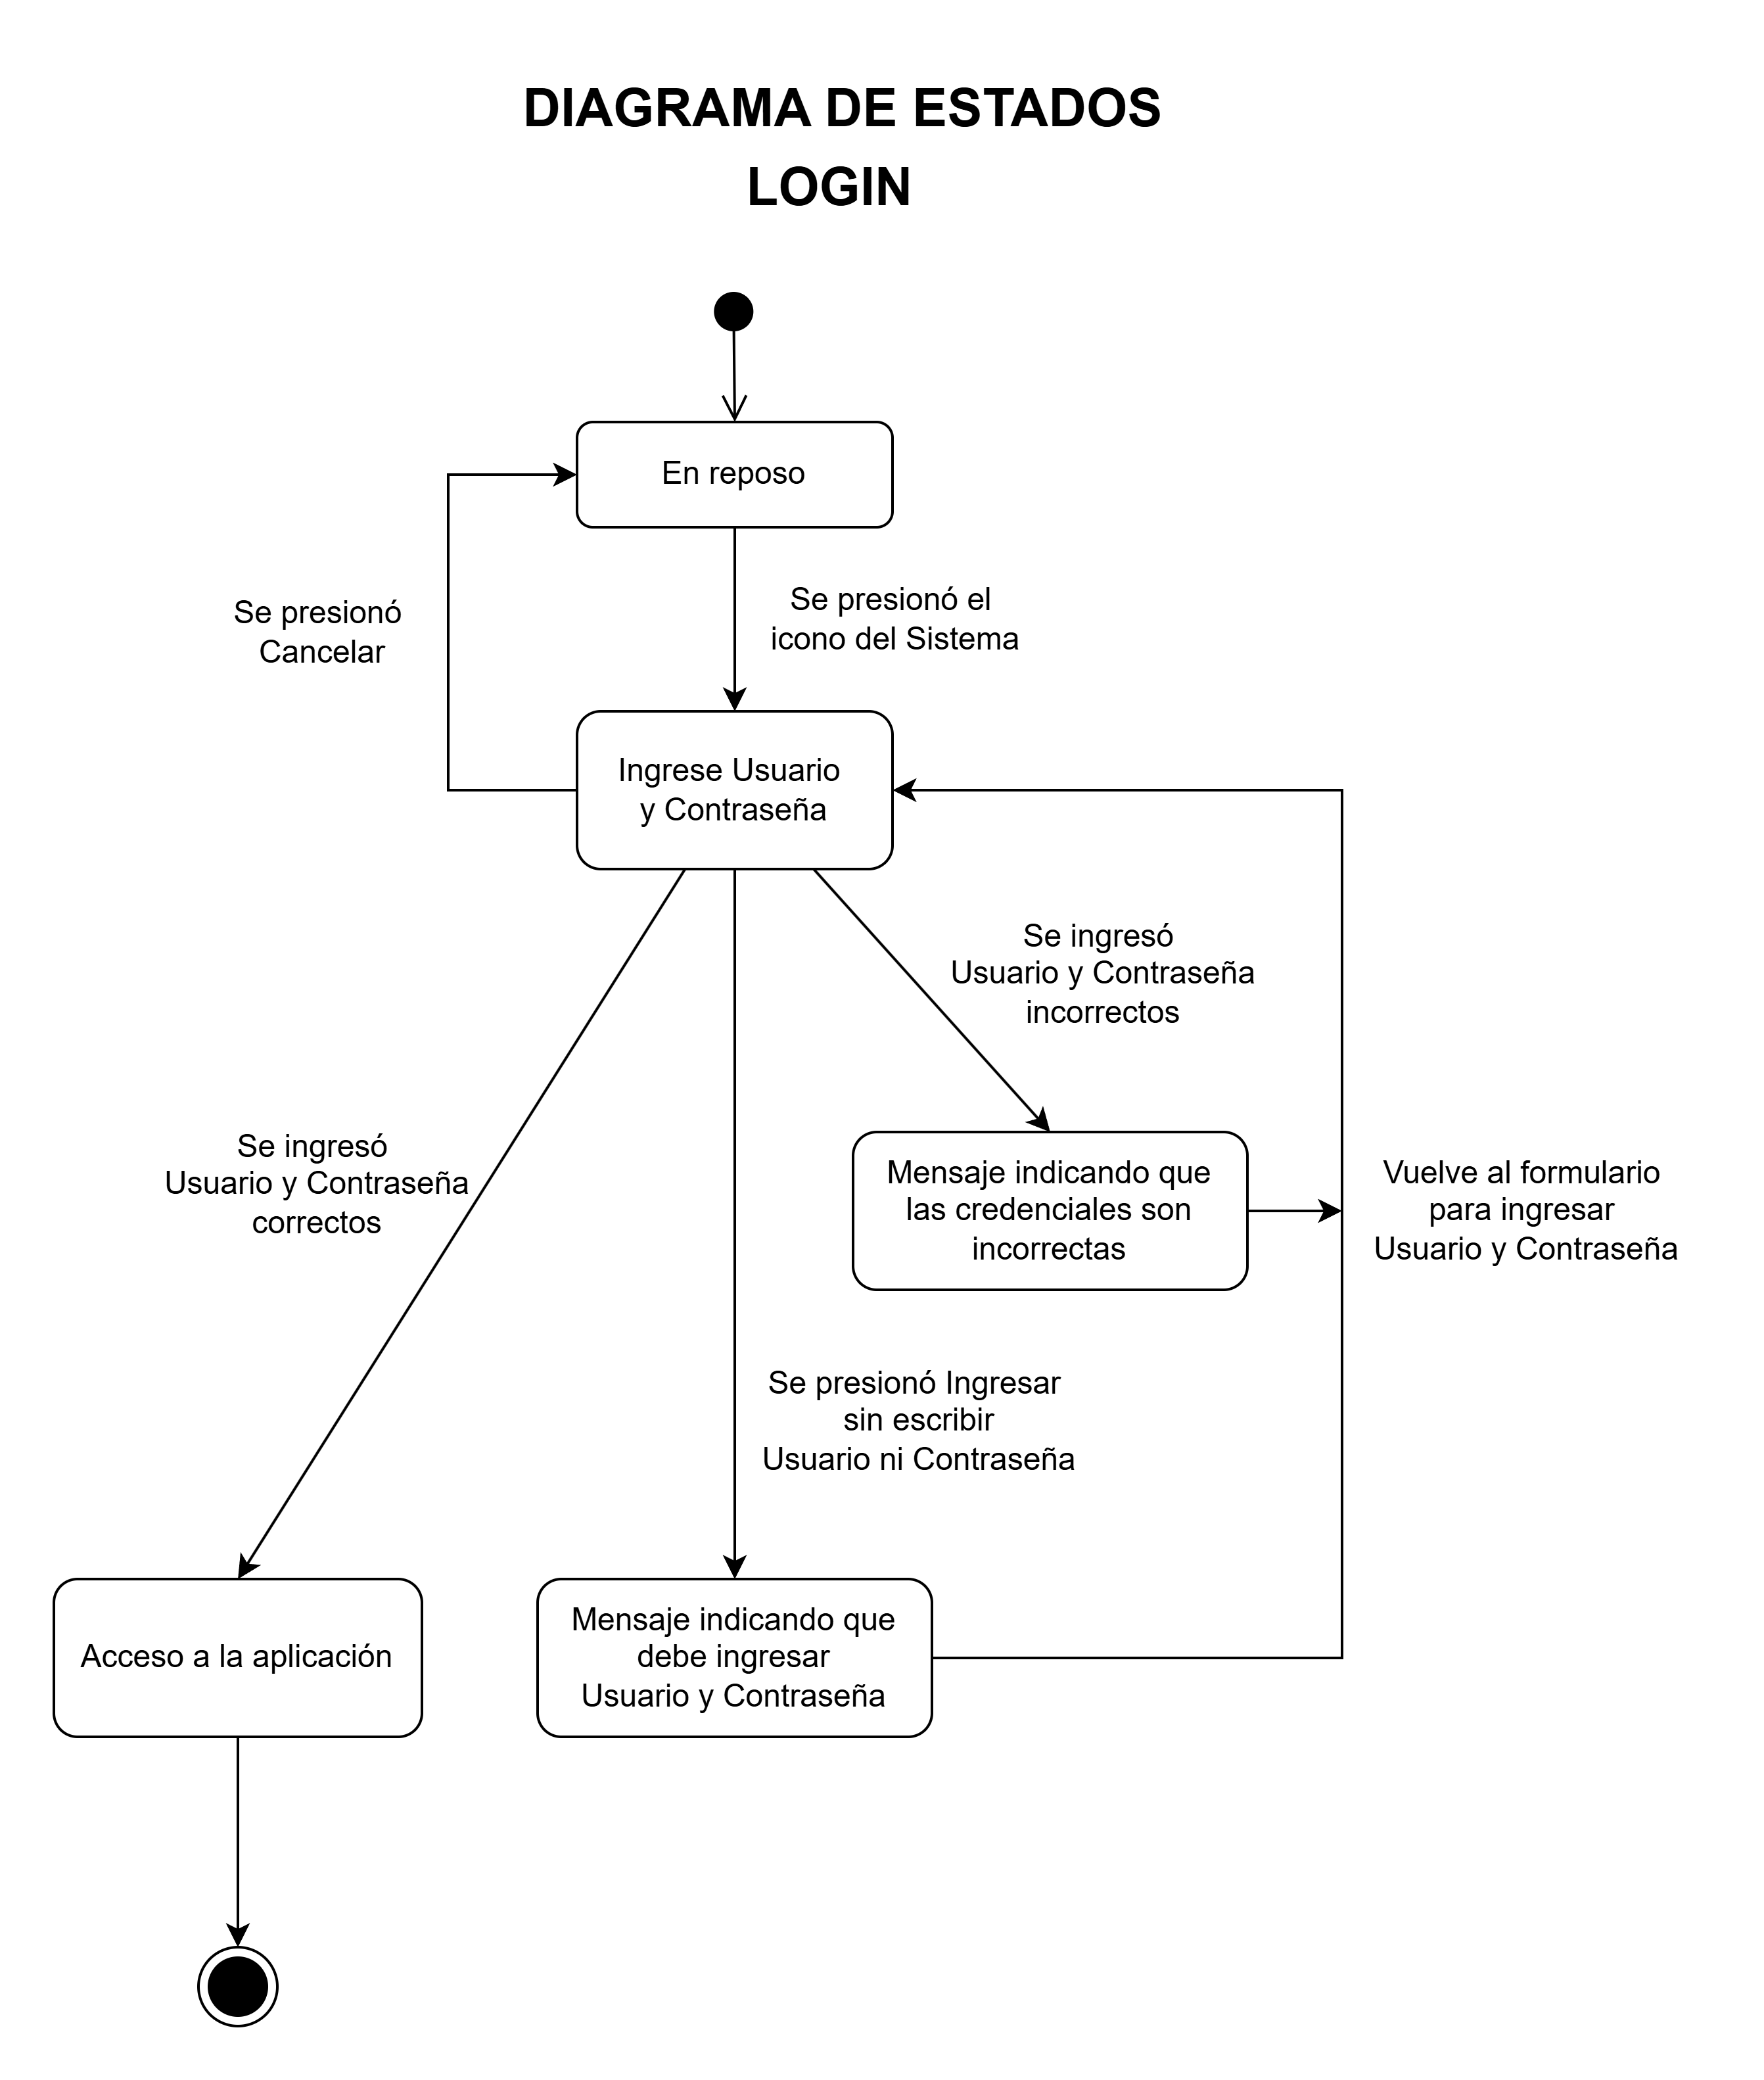 DIAGRAMA DE ESTADOS
LOGIN
En reposo
Se presionó
Cancelar
Se presionó el
icono del Sistema
Ingrese Usuario
y Contraseña
Se ingresó
Usuario y Contraseña
incorrectos
Se ingresó
Usuario y Contraseña
correctos
Mensaje indicando que
las credenciales son
incorrectas
Vuelve al formulario
para ingresar
Usuario y Contraseña
Se presionó Ingresar
sin escribir
Usuario ni Contraseña
Acceso a la aplicación
Mensaje indicando que
debe ingresar
Usuario y Contraseña